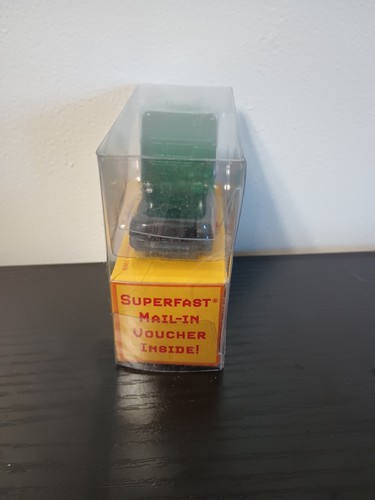 SUPERFAST®
MAIL-IN
VOUCHER
INSIDE!